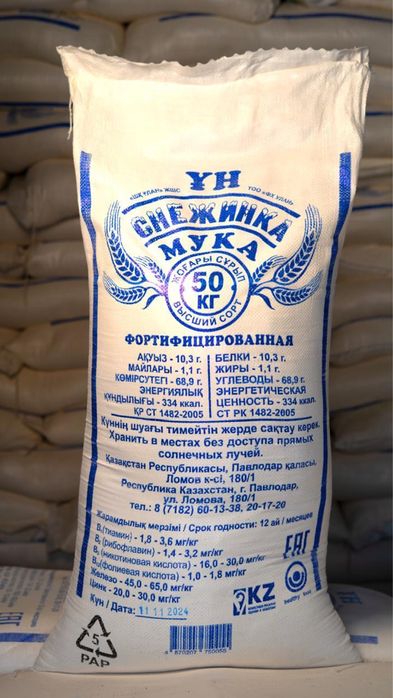 ҮН
«ШҚ ҰЛАН» ЖШС ТОО «ФХ УЛАН»
СНЕЖИНКА
МУКА
ЖОҒАРЫ СҰРЫП
50
КГ
ВЫСШИЙ СОРТ
ФОРТИФИЦИРОВАННАЯ
АҚУЫЗ - 10,3 г. БЕЛКИ - 10,3 г.
МАЙЛАРЫ - 1,1 г. ЖИРЫ - 1,1 г.
КӨМІРСУТЕГІ - 68,9 г. УГЛЕВОДЫ - 68,9 г.
ЭНЕРГИЯЛЫҚ ЭНЕРГЕТИЧЕСКАЯ
ҚҰНДЫЛЫҒЫ - 334 ккал. ЦЕННОСТЬ - 334 ккал.
ҚР СТ 1482-2005 СТ РК 1482-2005
Күннің шуағы тимейтін жерде сақтау керек.
Хранить в местах без доступа прямых
солнечных лучей.
Қазақстан Республикасы, Павлодар қаласы,
Ломов к-сі, 180/1
Республика Казахстан, г. Павлодар,
ул. Ломова, 180/1
тел.: 8 (7182) 60-13-38, 20-17-20
Жарамдылық мерзімі / Срок годности: 12 ай / месяцев
В₁(тиамин) - 1,8 - 3,6 мг/кг
В₂ (рибофлавин) - 1,4 - 3,2 мг/кг
(никотиновая кислота) - 16,0 - 30,0 мг/кг
(фолиевая кислота) - 1,0 - 1,8 мг/кг
Железо - 45,0 - 65,0 мг/кг
Цинк - 20,0 - 30,0 мг/кг
Күн / Дата: 11 11 2024
EAC
healthy food
KZ
5
PAP